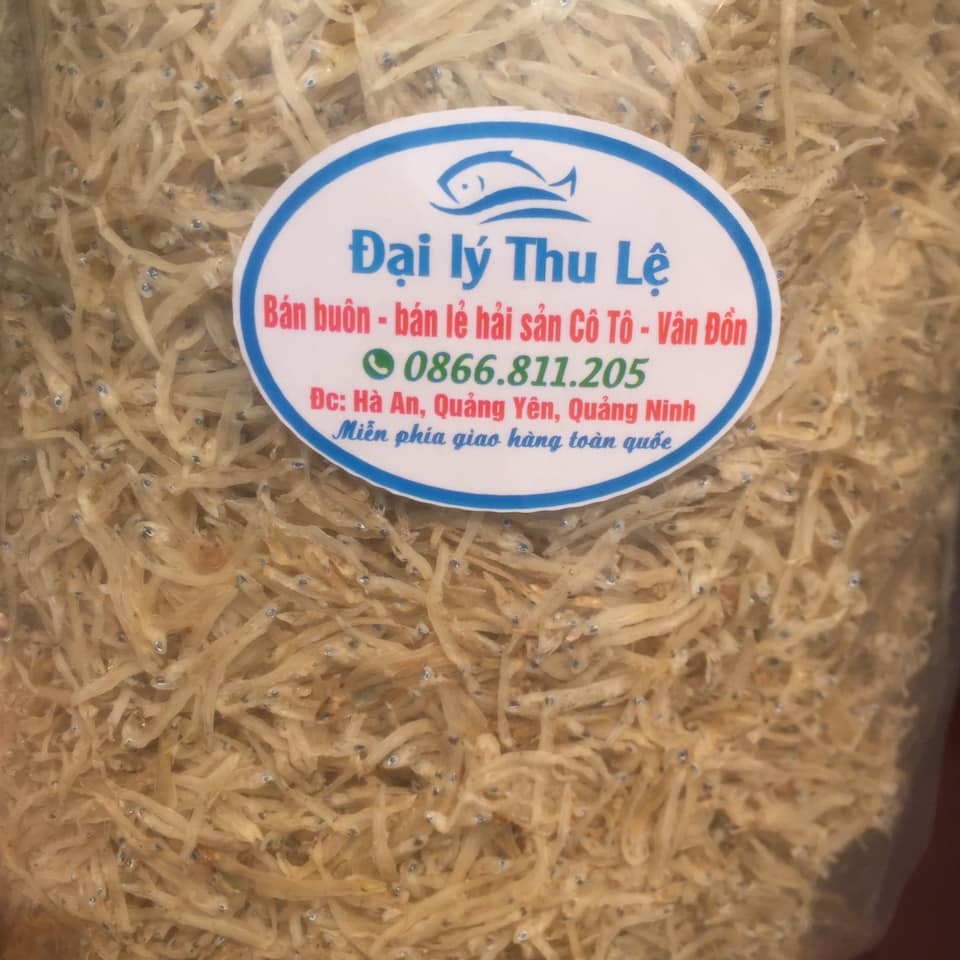 Đại lý Thu Lệ
Bán buôn - bán lẻ hải sản Cô Tô - Vân Đồn
0866.811.205
Đc: Hà An, Quảng Yên, Quảng Ninh
Miễn phía giao hàng toàn quốc